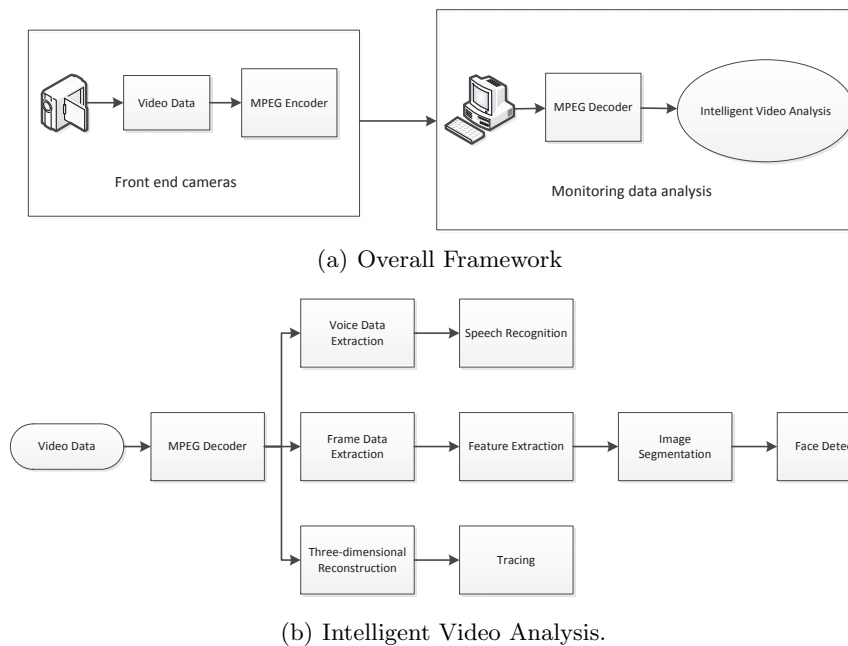 Video Data
MPEG Encoder
Front end cameras
MPEG Decoder
Intelligent Video Analysis
Monitoring data analysis
(a) Overall Framework
Voice Data
Extraction
Speech Recognition
Video Data
MPEG Decoder
Frame Data
Extraction
Feature Extraction
Image
Segmentation
Face Detec
Three-dimensional
Reconstruction
Tracing
(b) Intelligent Video Analysis.